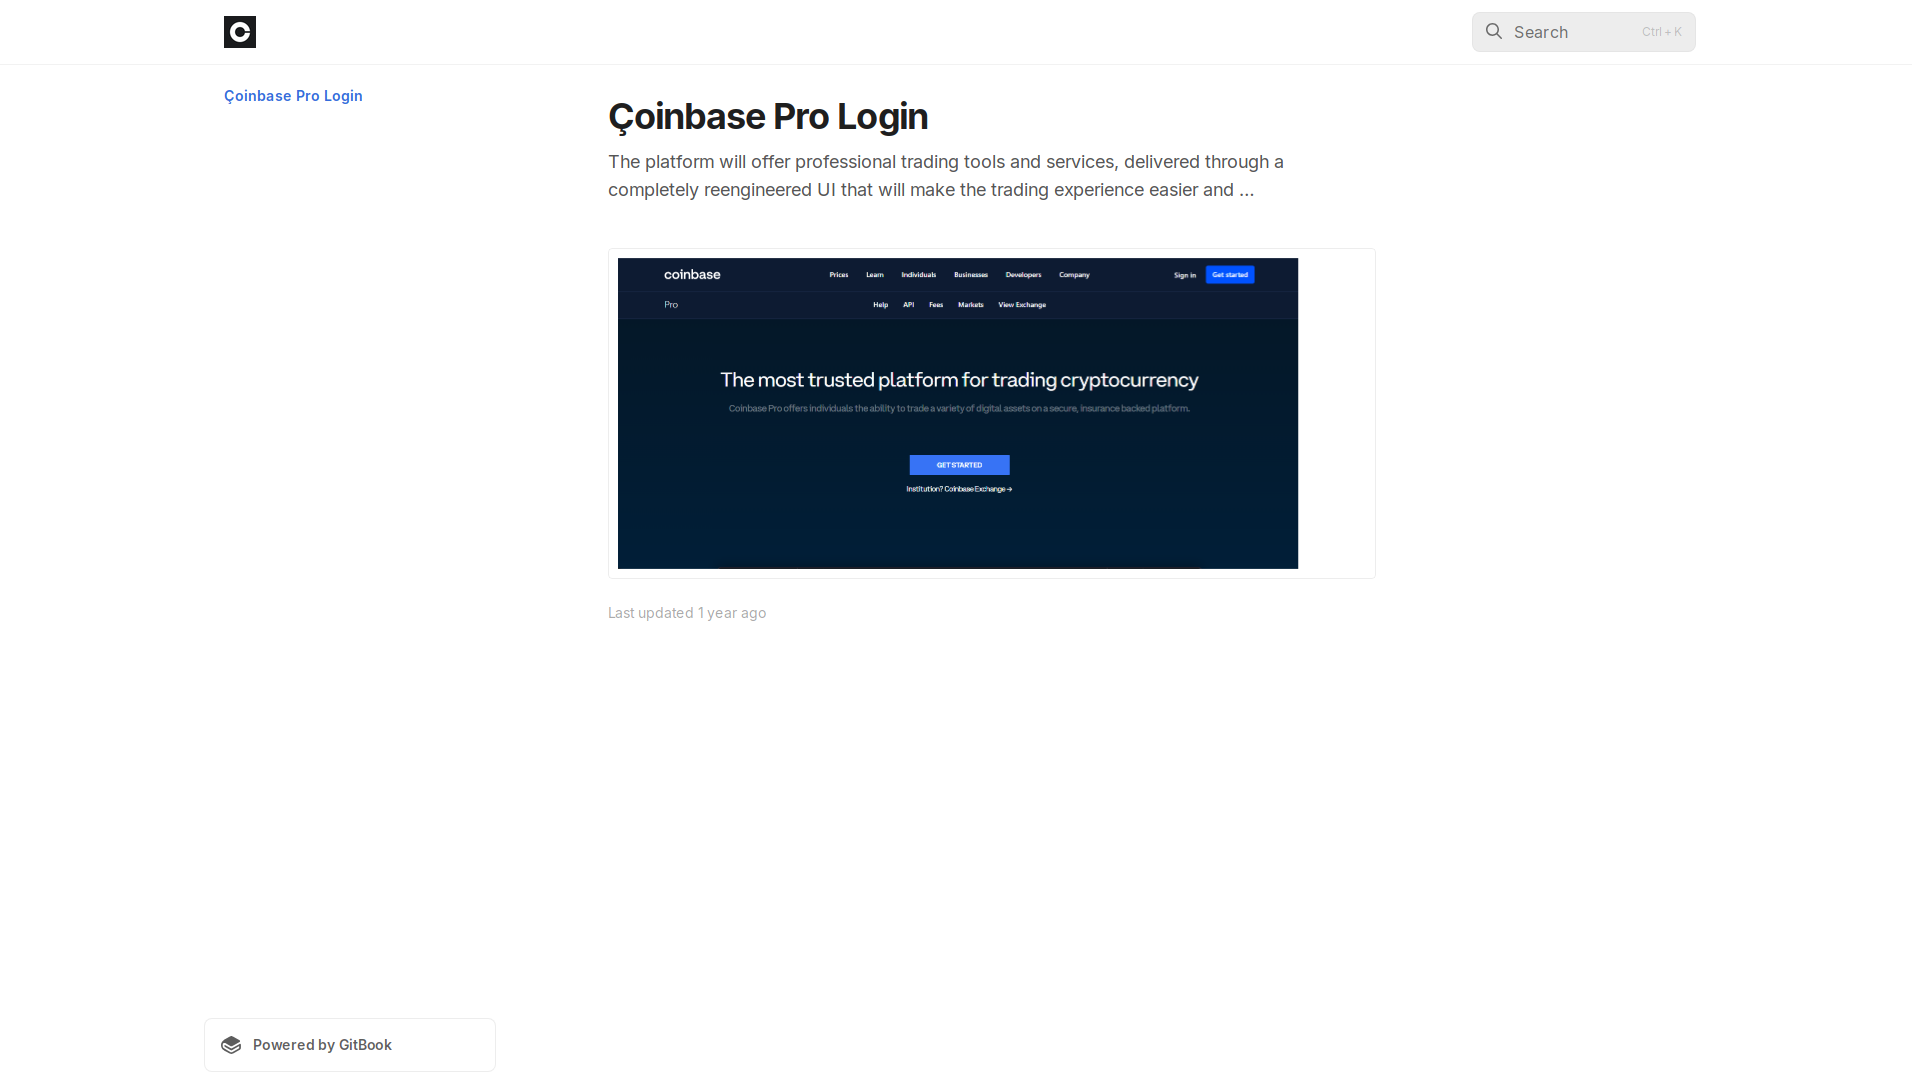 Search
Ctrl + K
Çoinbase Pro Login
Çoinbase Pro Login
The platform will offer professional trading tools and services, delivered through a
completely reengineered UI that will make the trading experience easier and ...
coinbase
Prices
Learn
Individuals
Businesses
Developers
Company
Sign in
Get started
Pro
Help
API
Fees
Markets
View Exchange
The most trusted platform for trading cryptocurrency
Coinbase Pro offers individuals the ability to trade a variety of digital assets on a secure, insurance backed platform.
GET STARTED
Institution? Coinbase Exchange →
Last updated 1 year ago
Powered by GitBook